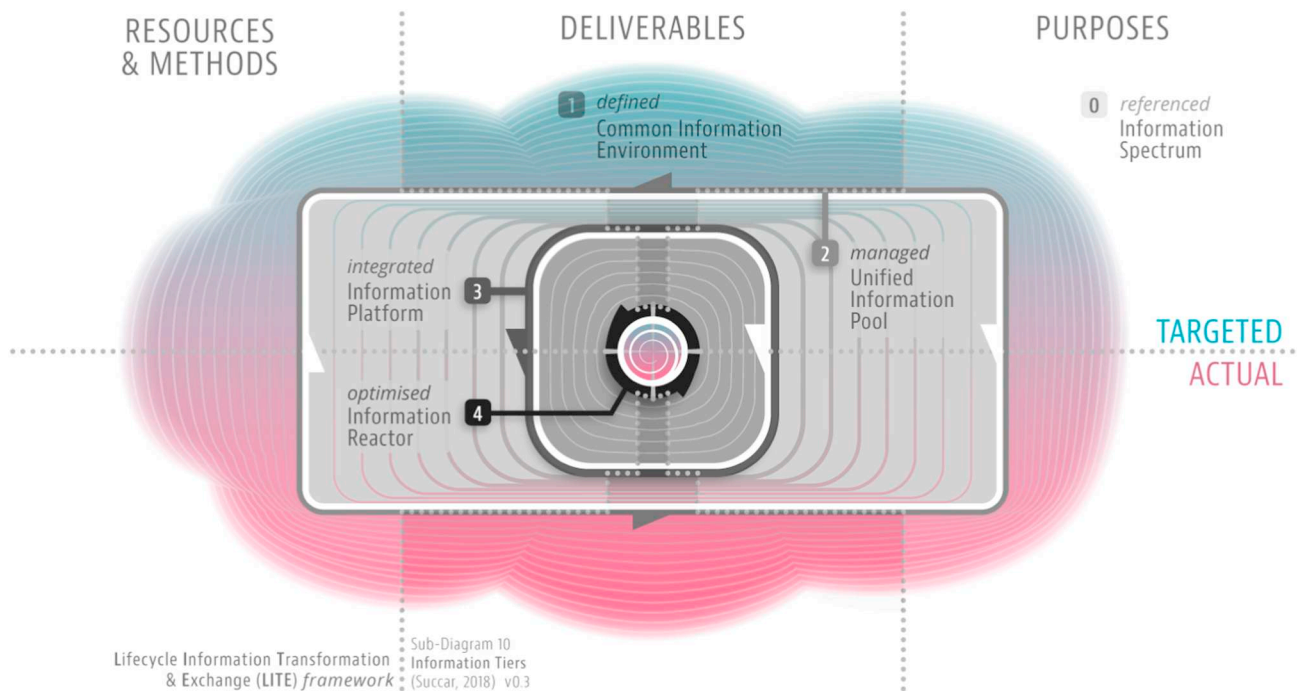 RESOURCES
& METHODS
DELIVERABLES
PURPOSES
1 defined
Common Information
Environment
0 referenced
Information
Spectrum
integrated
Information
Platform
3
2 managed
Unified
Information
Pool
TARGETED
ACTUAL
optimised
Information
Reactor
4
Lifecycle Information Transformation
& Exchange (LITE) framework
Sub-Diagram 10
Information Tiers
(Succar, 2018) v0.3